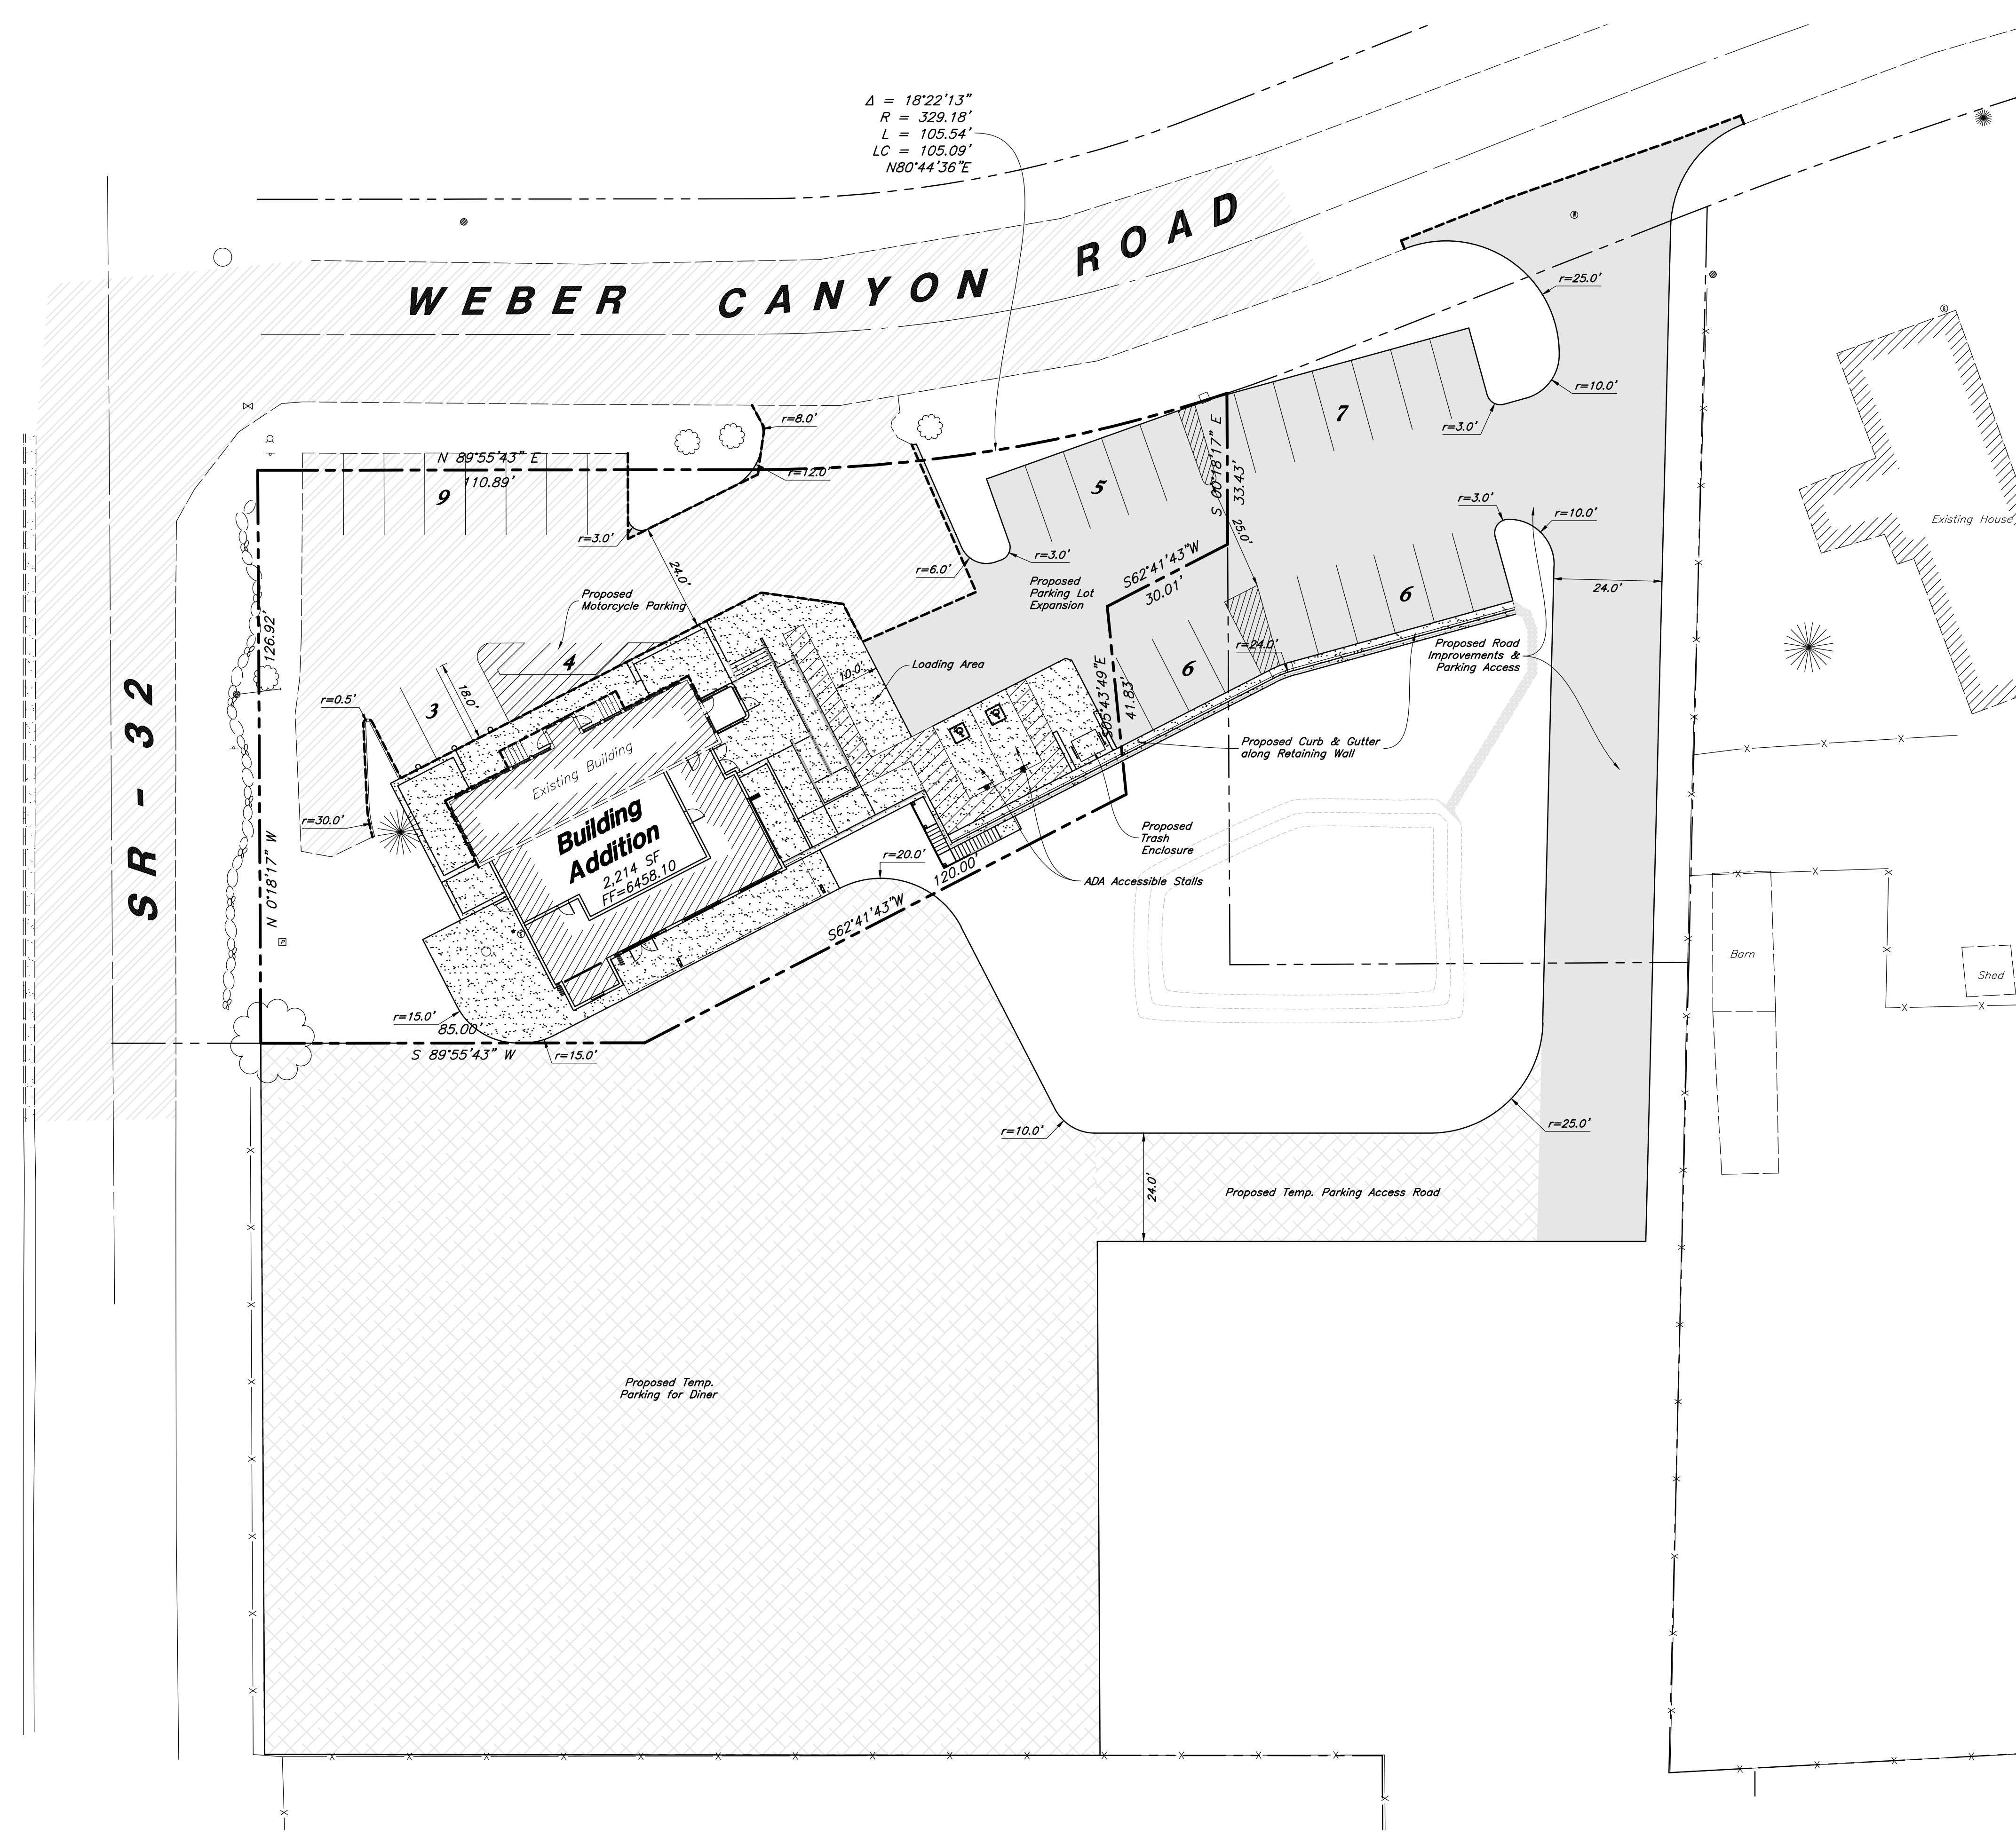 Δ = 18°22'13"
R = 329.18'
L = 105.54'
LC = 105.09'
N80°44'36"E
WEBER CANYON ROAD
SR-32
r=25.0'
r=10.0'
r=3.0'
7
r=8.0'
r=12.0'
N 89°55'43" E
110.89'
9
r=3.0'
24.0'
5
S 00°18'17" E
33.43'
25.0'
r=3.0'
r=10.0'
r=6.0'
r=3.0'
S62°41'43"W
30.01'
Proposed
Parking Lot
Expansion
Existing House
24.0'
6
Proposed
Motorcycle Parking
4
126.92'
N 0°18'17" W
Loading Area
10.0'
r=24.0'
6
Proposed Road
Improvements &
Parking Access
18.0'
3
r=0.5'
S05°43'49"E
41.83'
Proposed Curb & Gutter
along Retaining Wall
Existing Building
Building
Addition
2,214 SF
FF=6458.10
r=30.0'
Proposed
Trash
Enclosure
ADA Accessible Stalls
r=20.0'
120.00'
S62°41'43"W
Barn
Shed
r=15.0'
85.00'
S 89°55'43" W
r=15.0'
r=10.0'
r=25.0'
24.0'
Proposed Temp. Parking Access Road
Proposed Temp.
Parking for Diner